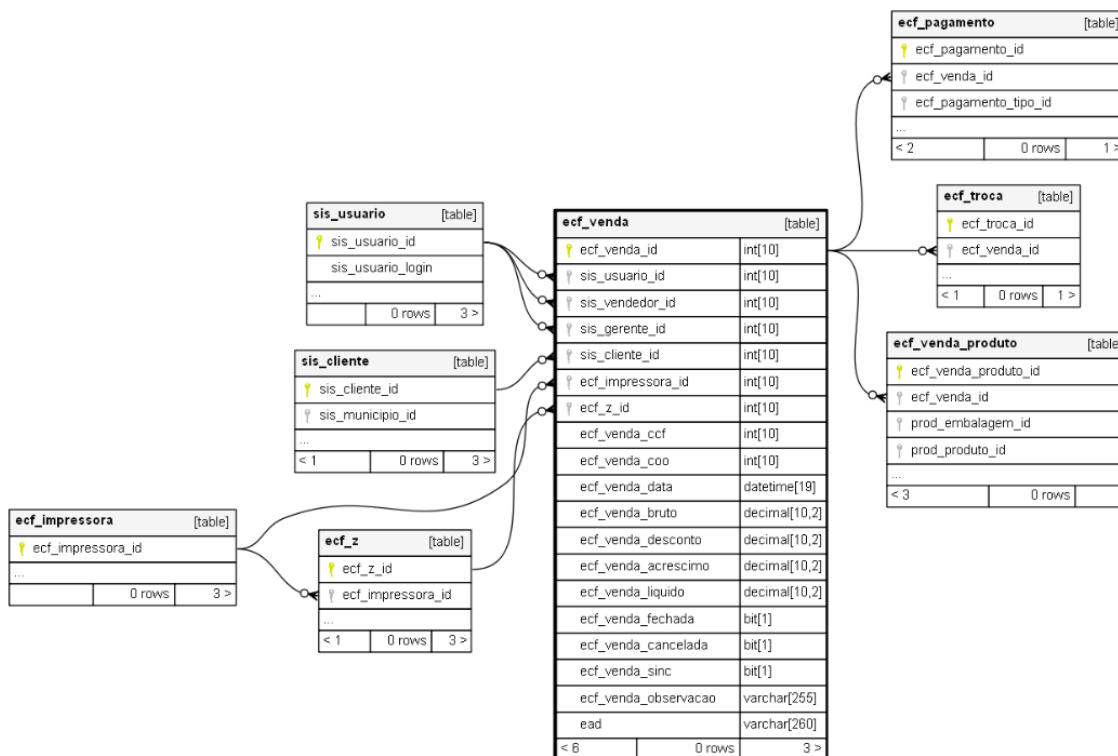 ecf_pagamento [table]
ecf_pagamento_id
ecf_venda_id
ecf_pagamento_tipo_id
...
< 2 0 rows 1 >
ecf_troca [table]
ecf_troca_id
ecf_venda_id
...
< 1 0 rows 1 >
ecf_venda_produto [table]
ecf_venda_produto_id
ecf_venda_id
prod_embalagem_id
prod_produto_id
...
< 3 0 rows
sis_usuario [table]
sis_usuario_id
sis_usuario_login
...
0 rows 3 >
sis_cliente [table]
sis_cliente_id
sis_municipio_id
...
< 1 0 rows 3 >
ecf_impressora [table]
ecf_impressora_id
...
0 rows 3 >
ecf_z [table]
ecf_z_id
ecf_impressora_id
...
< 1 0 rows 3 >
ecf_venda [table]
ecf_venda_id int[10]
sis_usuario_id int[10]
sis_vendedor_id int[10]
sis_gerente_id int[10]
sis_cliente_id int[10]
ecf_impressora_id int[10]
ecf_z_id int[10]
ecf_venda_ccf int[10]
ecf_venda_coo int[10]
ecf_venda_data datetime[19]
ecf_venda_bruto decimal[10,2]
ecf_venda_desconto decimal[10,2]
ecf_venda_acrescimo decimal[10,2]
ecf_venda_liquido decimal[10,2]
ecf_venda_fechada bit[1]
ecf_venda_cancelada bit[1]
ecf_venda_sinc bit[1]
ecf_venda_observacao varchar[255]
ead varchar[260]
< 6 0 rows 3 >